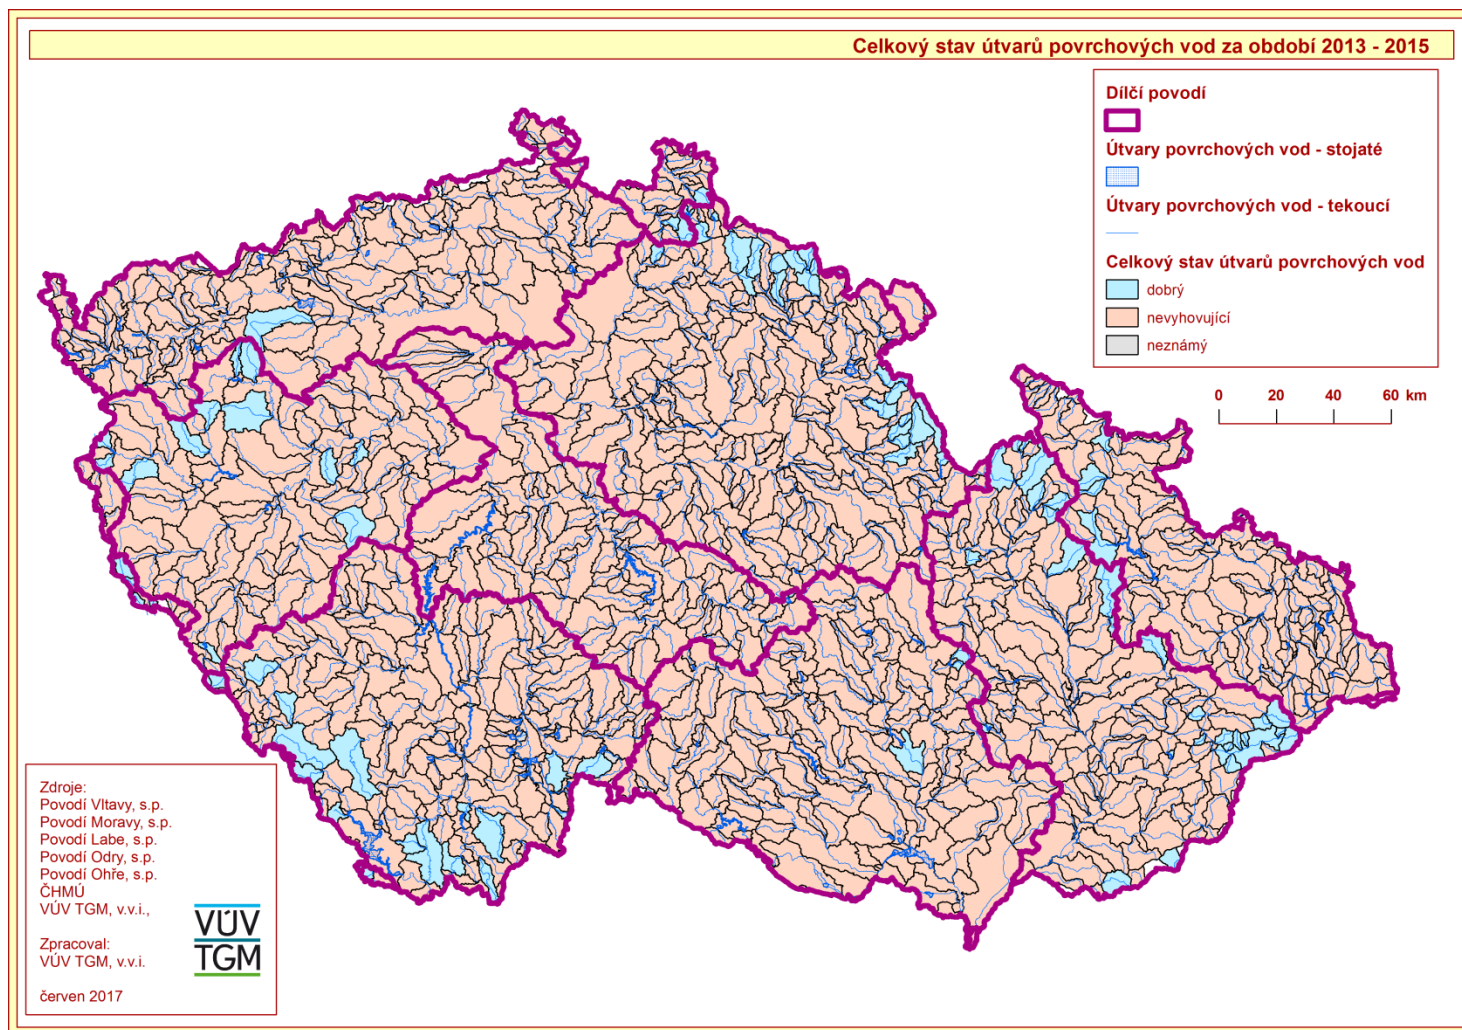 Celkový stav útvarů povrchových vod za období 2013 - 2015
Dílčí povodí
Útvary povrchových vod - stojaté
Útvary povrchových vod - tekoucí
Celkový stav útvarů povrchových vod
dobrý
nevyhovující
neznámý
0 20 40 60 km
Zdroje:
Povodí Vltavy, s.p.
Povodí Moravy, s.p.
Povodí Labe, s.p.
Povodí Odry, s.p.
Povodí Ohře, s.p.
ČHMÚ
VÚV TGM, v.v.i.,
Zpracoval:
VÚV TGM, v.v.i.
červen 2017
VÚV
TGM